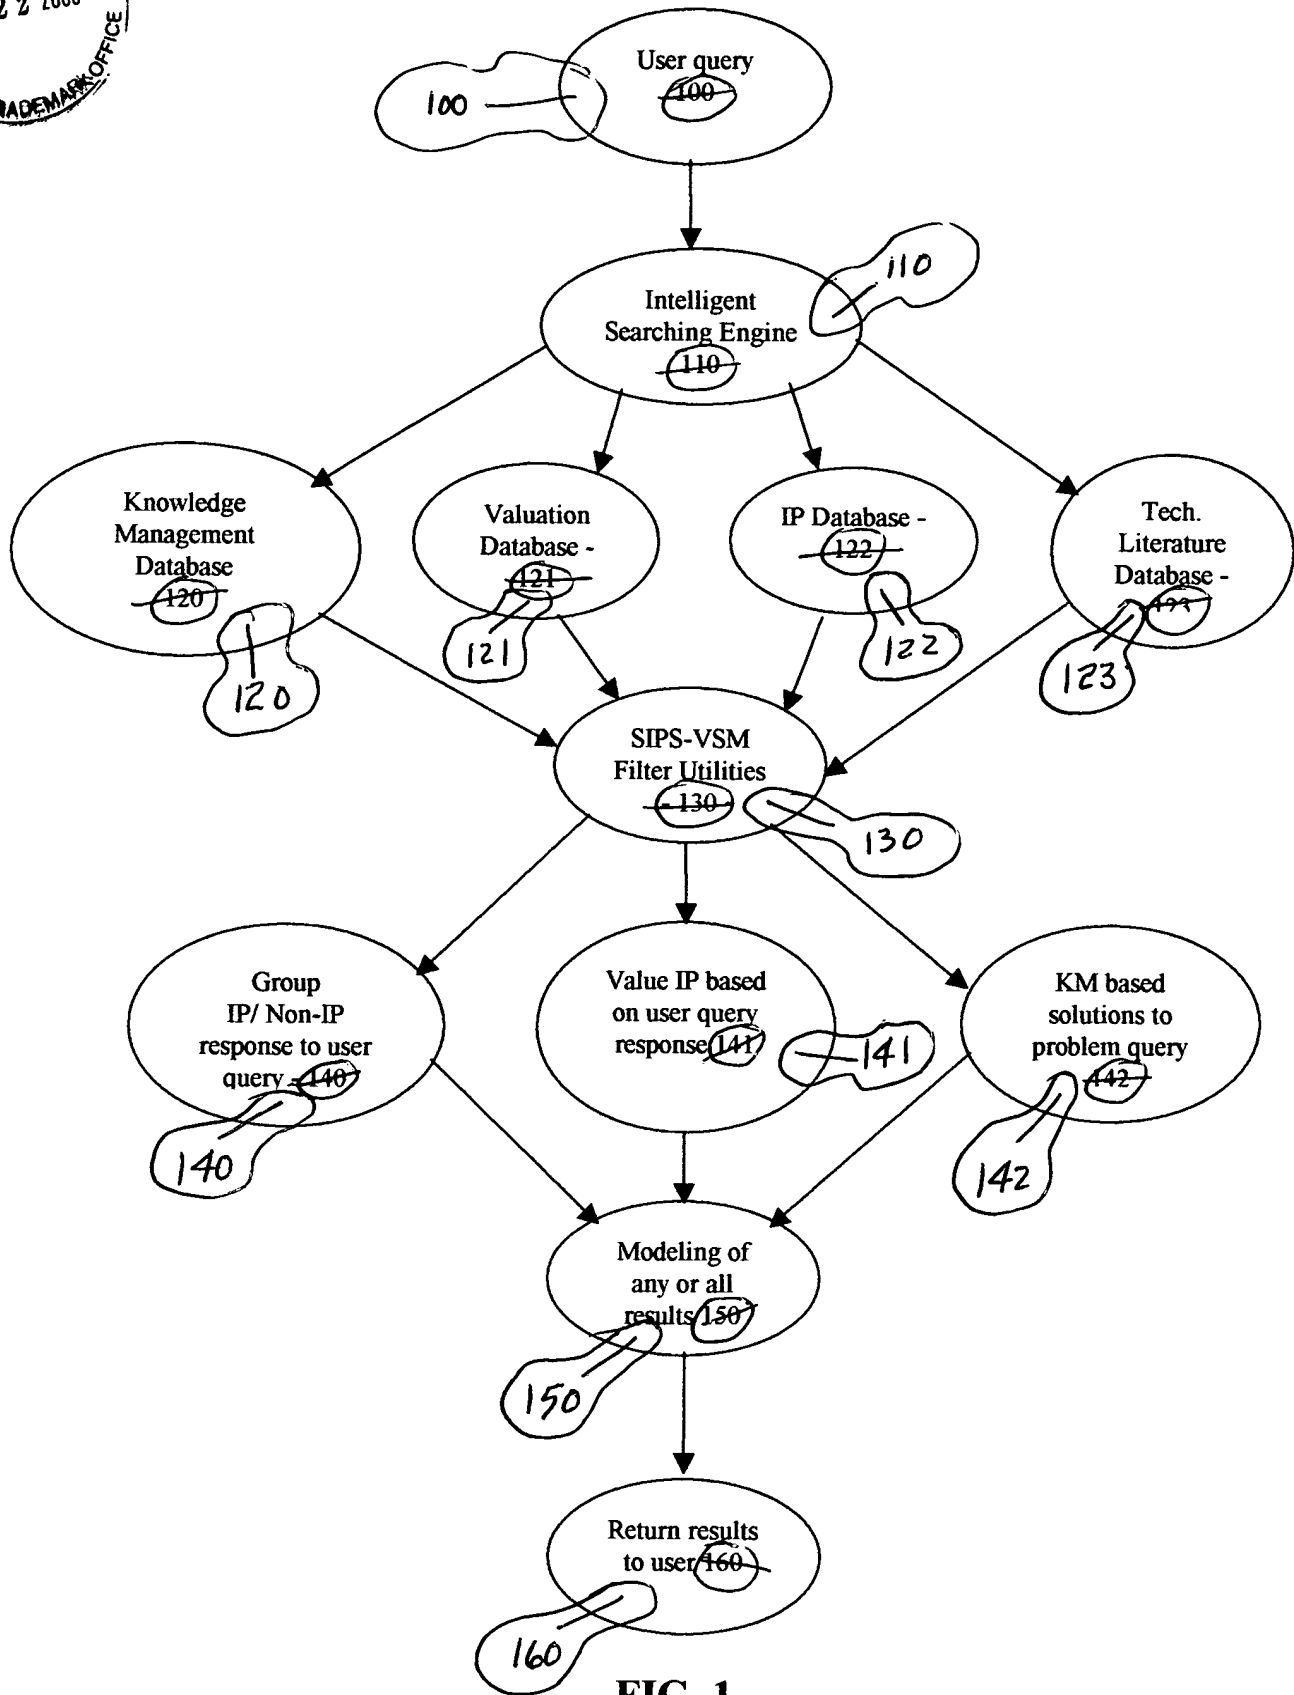 22 2000
TRADEMARK OFFICE
User query
100
100
Intelligent
Searching Engine
110
110
Knowledge
Management
Database
120
120
Valuation
Database -
121
121
IP Database -
122
122
Tech.
Literature
Database -
123
123
SIPS-VSM
Filter Utilities
- 130 -
130
Group
IP/ Non-IP
response to user
query - 140
140
Value IP based
on user query
response 141
141
KM based
solutions to
problem query
142
142
Modeling of
any or all
results 150
150
Return results
to user 160
160
FIG. 1